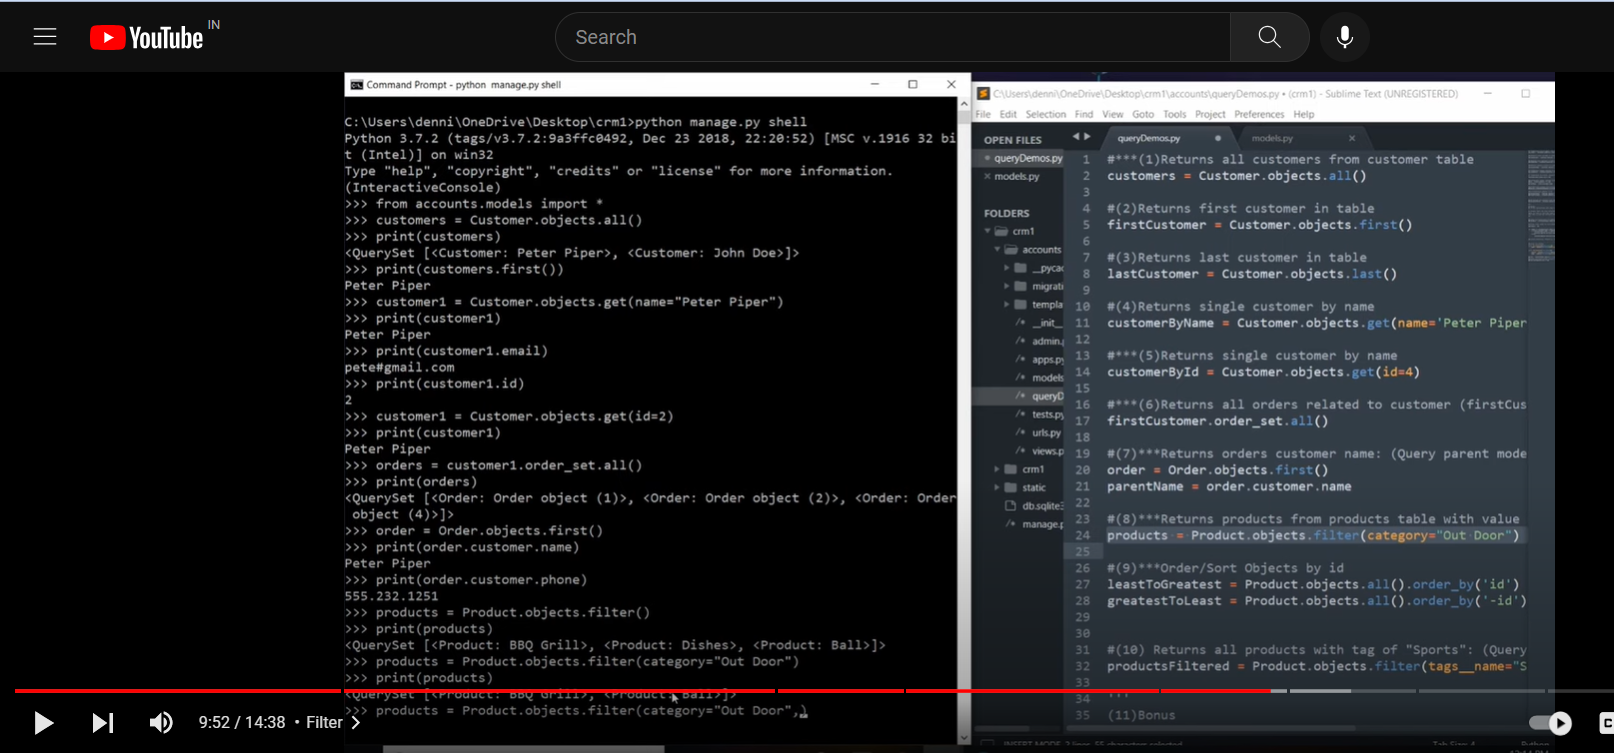 YouTube IN
Search
Command Prompt - python  manage.py shell
C:\Users\denni\OneDrive\Desktop\crm1>python manage.py shell
Python 3.7.2 (tags/v3.7.2:9a3ffc0492, Dec 23 2018, 22:20:52) [MSC v.1916 32 bi
t (Intel)] on win32
Type "help", "copyright", "credits" or "license" for more information.
(InteractiveConsole)
>>> from accounts.models import *
>>> customers = Customer.objects.all()
>>> print(customers)
<QuerySet [<Customer: Peter Piper>, <Customer: John Doe>]>
>>> print(customers.first())
Peter Piper
>>> customer1 = Customer.objects.get(name="Peter Piper")
>>> print(customer1)
Peter Piper
>>> print(customer1.email)
pete#gmail.com
>>> print(customer1.id)
2
>>> customer1 = Customer.objects.get(id=2)
>>> print(customer1)
Peter Piper
>>> orders = customer1.order_set.all()
>>> print(orders)
<QuerySet [<Order: Order object (1)>, <Order: Order object (2)>, <Order: Order
 object (4)>]>
>>> order = Order.objects.first()
>>> print(order.customer.name)
Peter Piper
>>> print(order.customer.phone)
555.232.1251
>>> products = Product.objects.filter()
>>> print(products)
<QuerySet [<Product: BBQ Grill>, <Product: Dishes>, <Product: Ball>]>
>>> products = Product.objects.filter(category="Out Door")
>>> print(products)
<QuerySet [<Product: BBQ Grill>, <Product: Ball>]>
>>> products = Product.objects.filter(category="Out Door",)
C:\Users\denni\OneDrive\Desktop\crm1\accounts\queryDemos.py • (crm1) - Sublime Text (UNREGISTERED)
File Edit Selection Find View Goto Tools Project Preferences Help
OPEN FILES
queryDemos.py
models.py
FOLDERS
crm1
accounts
__pycac
migrati
templa
__init__
admin.
apps.py
models
queryD
tests.py
urls.py
views.p
crm1
static
db.sqlite3
manage.p
queryDemos.py
models.py
1 #***(1)Returns all customers from customer table
2 customers = Customer.objects.all()
3
4 #(2)Returns first customer in table
5 firstCustomer = Customer.objects.first()
6
7 #(3)Returns last customer in table
8 lastCustomer = Customer.objects.last()
9
10 #(4)Returns single customer by name
11 customerByName = Customer.objects.get(name='Peter Piper
12
13 #***(5)Returns single customer by name
14 customerById = Customer.objects.get(id=4)
15
16 #***(6)Returns all orders related to customer (firstCus
17 firstCustomer.order_set.all()
18
19 #(7)***Returns orders customer name: (Query parent mode
20 order = Order.objects.first()
21 parentName = order.customer.name
22
23 #(8)***Returns products from products table with value
24 products = Product.objects.filter(category="Out Door")
25
26 #(9)***Order/Sort Objects by id
27 leastToGreatest = Product.objects.all().order_by('id')
28 greatestToLeast = Product.objects.all().order_by('-id')
29
30
31 #(10) Returns all products with tag of "Sports": (Query
32 productsFiltered = Product.objects.filter(tags__name="S
33
34 '''
35 (11)Bonus
9:52 / 14:38 • Filter